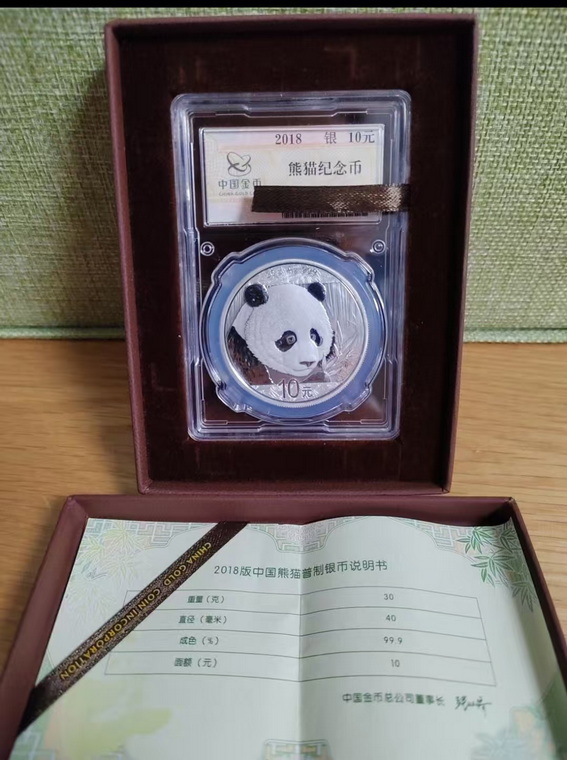 2018 银 10元
中国金币
熊猫纪念币
10元
2018版中国熊猫普制银币说明书
重量(克) 30
直径(毫米) 40
成色(%) 99.9
面额(元) 10
中国金币总公司董事长
CHINA GOLD COIN INCORPORATION